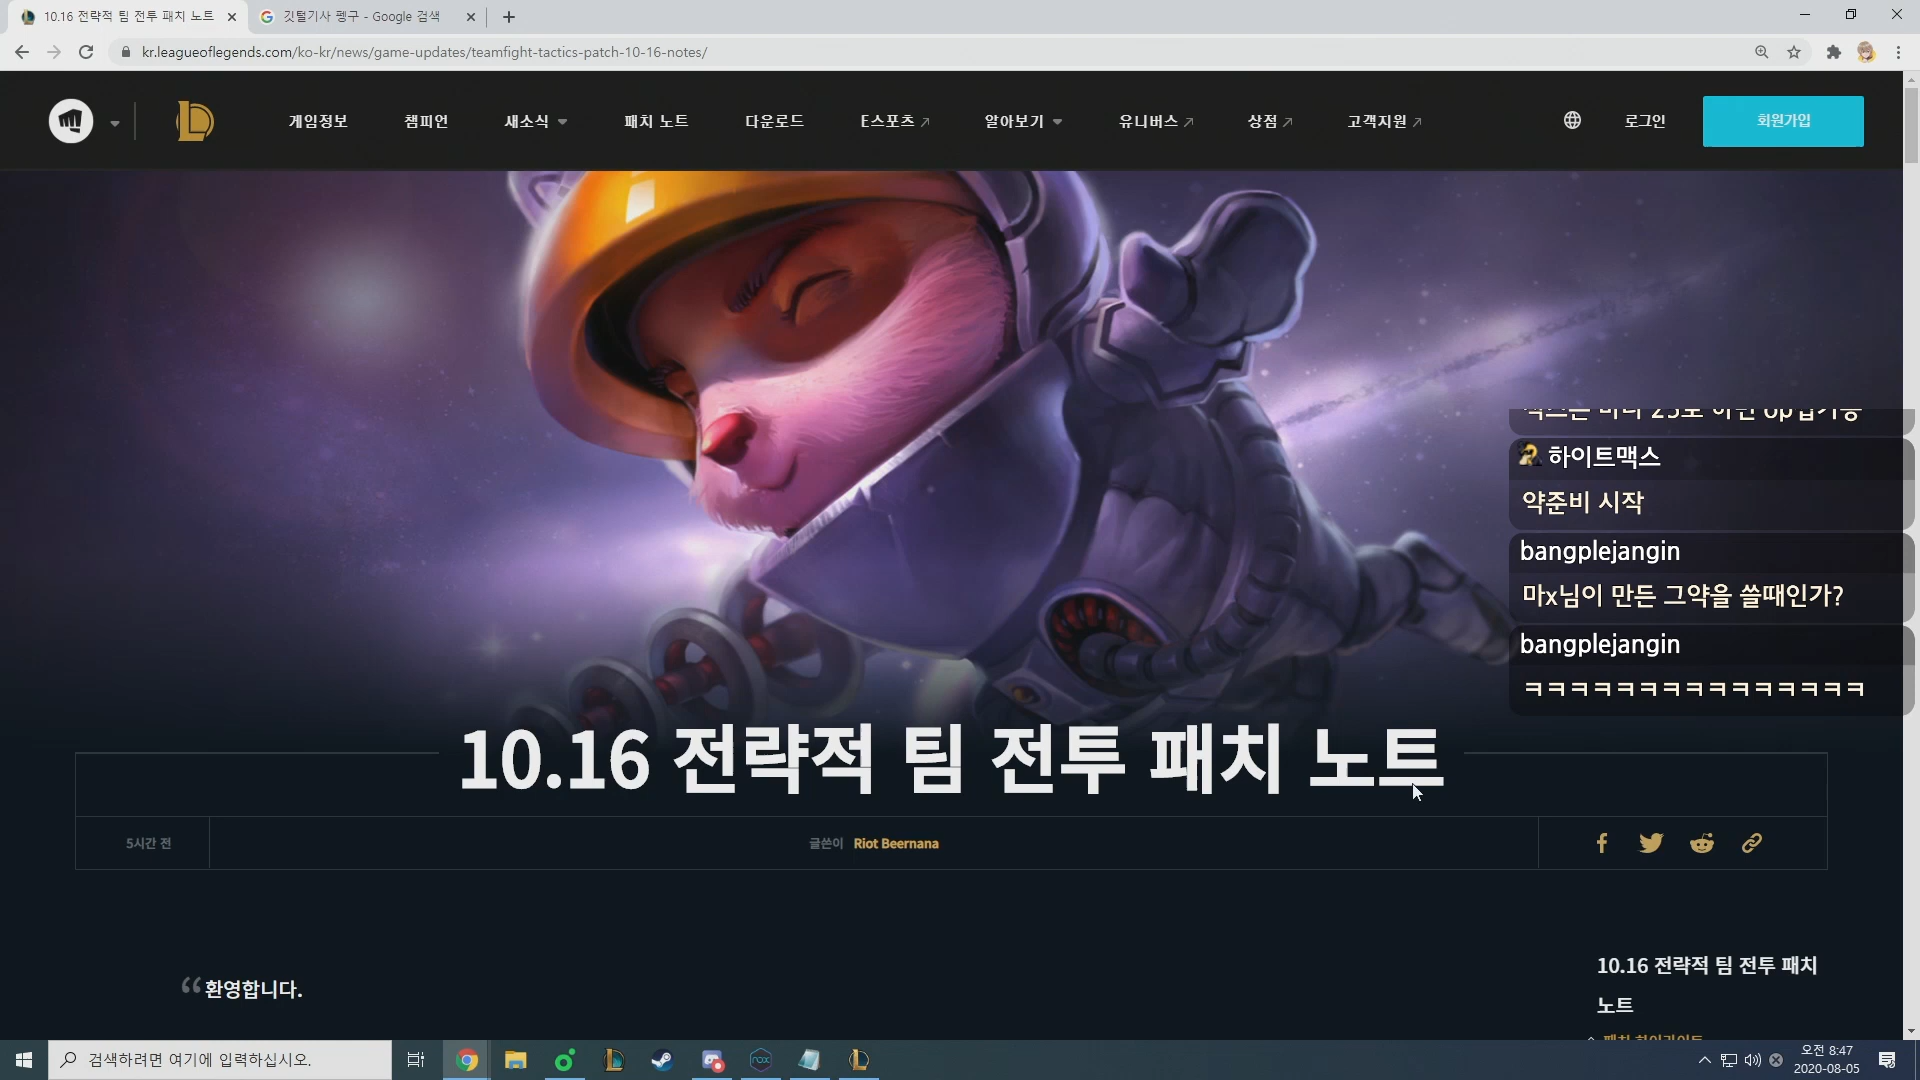 10.16 전략적 팀 전투 패치 노트
깃털기사 펭구 - Google 검색
kr.leagueoflegends.com/ko-kr/news/game-updates/teamfight-tactics-patch-10-16-notes/
게임정보 챔피언 새소식 패치 노트 다운로드 E스포츠 알아보기 유니버스 상점 고객지원 로그인 회원가입
하이트맥스
약준비 시작
bangplejangin
마x님이 만든 그약을 쓸때인가?
bangplejangin
ㅋㅋㅋㅋㅋㅋㅋㅋㅋㅋㅋㅋㅋㅋㅋ
10.16 전략적 팀 전투 패치 노트
5시간 전
글쓴이 Riot Beernana
“환영합니다.
10.16 전략적 팀 전투 패치
노트
검색하려면 여기에 입력하십시오.
오전 8:47
2020-08-05